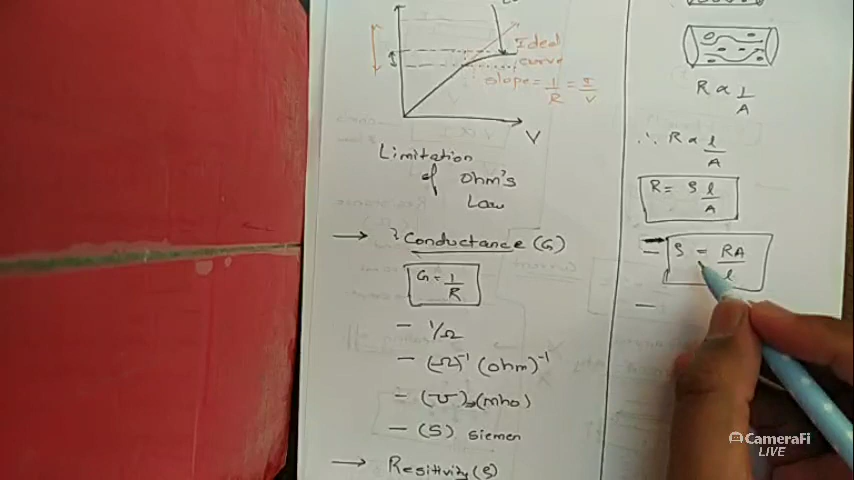 Ideal
curve
slope = 1/R = I/V
V
Limitation
of Ohm's
Law
→ Conductance (G)
G = 1/R
- 1/Ω
- (Ω)⁻¹ (ohm)⁻¹
- (℧) (mho)
- (S) siemen
→ Resitivity (ρ)
R ∝ 1/A
∴ R ∝ l/A
R = ρ l/A
- ρ = RA/l
-
CameraFi
LIVE